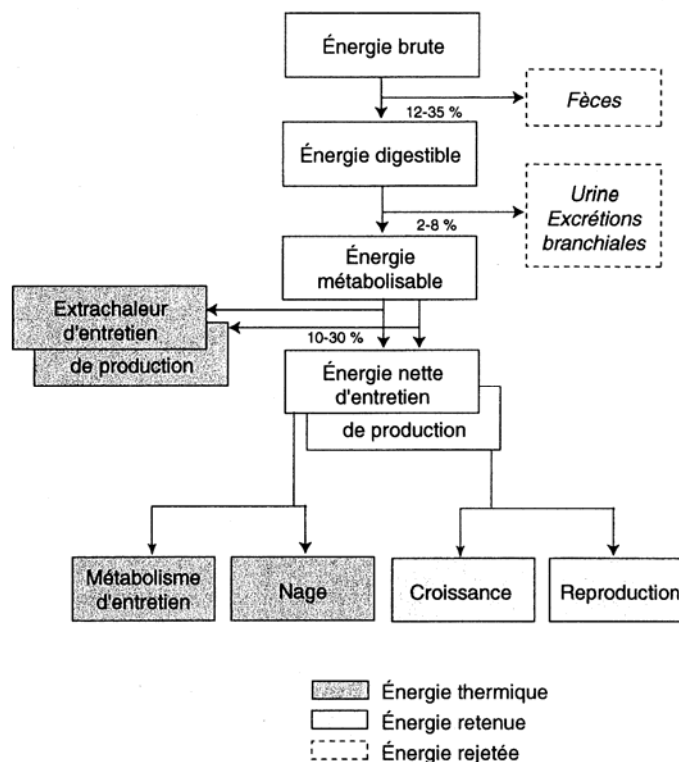 Énergie brute
Fèces
12-35 %
Énergie digestible
Urine
Excrétions
branchiales
2-8 %
Énergie
métabolisable
Extrachaleur
d'entretien
de production
10-30 %
Énergie nette
d'entretien
de production
Métabolisme
d'entretien
Nage
Croissance
Reproduction
Énergie thermique
Énergie retenue
Énergie rejetée